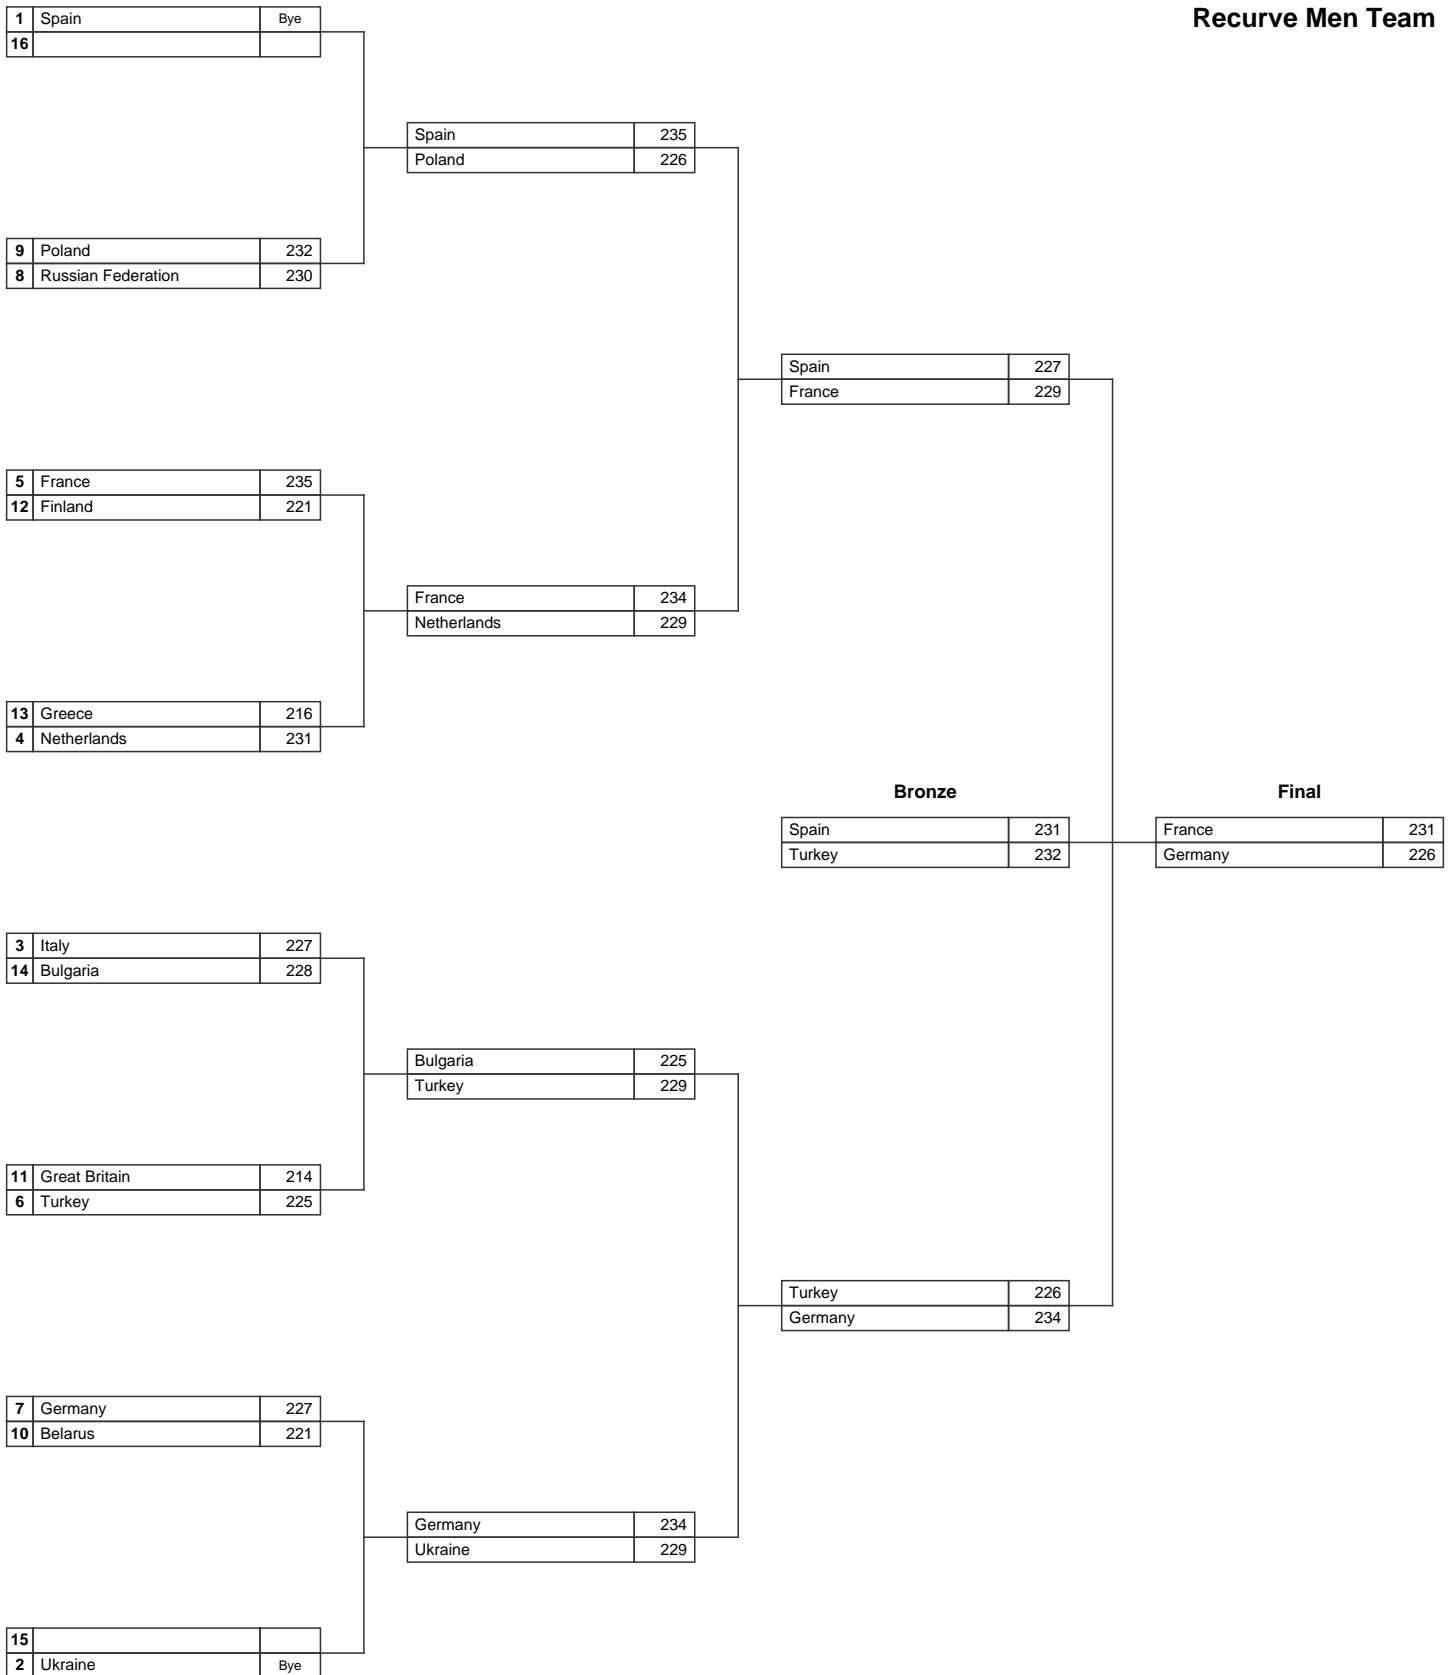 Recurve Men Team
1 Spain Bye
16
Spain 235
Poland 226
9 Poland 232
8 Russian Federation 230
Spain 227
France 229
5 France 235
12 Finland 221
France 234
Netherlands 229
13 Greece 216
4 Netherlands 231
Bronze
Final
Spain 231
Turkey 232
France 231
Germany 226
3 Italy 227
14 Bulgaria 228
Bulgaria 225
Turkey 229
11 Great Britain 214
6 Turkey 225
Turkey 226
Germany 234
7 Germany 227
10 Belarus 221
Germany 234
Ukraine 229
15
2 Ukraine Bye